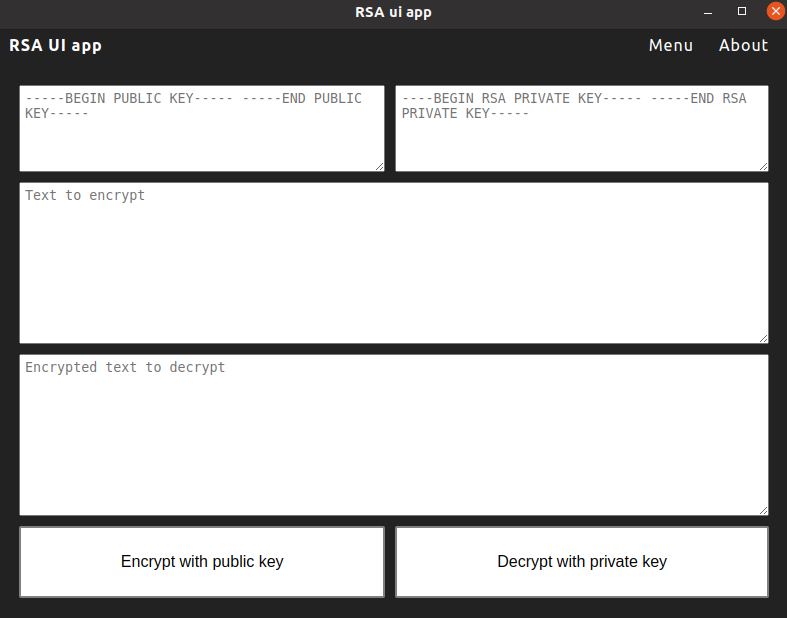 RSA ui app
RSA UI app Menu About
-----BEGIN PUBLIC KEY----- -----END PUBLIC
KEY-----
----BEGIN RSA PRIVATE KEY----- -----END RSA
PRIVATE KEY-----
Text to encrypt
Encrypted text to decrypt
Encrypt with public key
Decrypt with private key